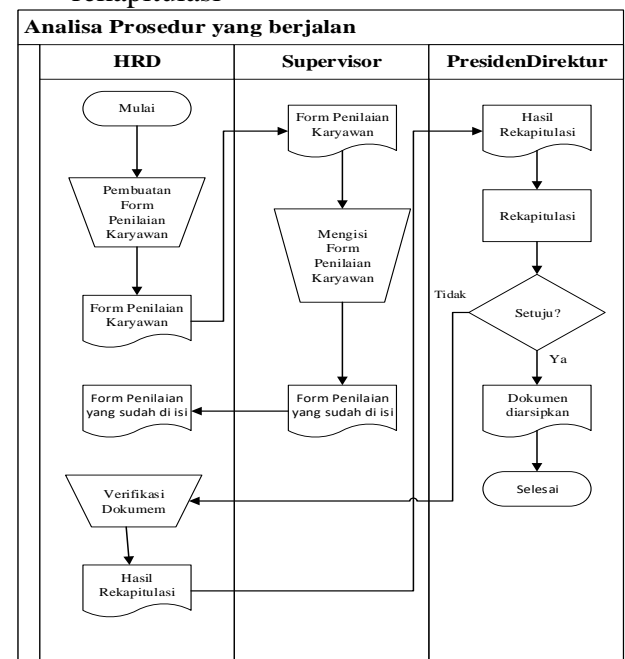 rekapitulasi
Analisa Prosedur yang berjalan
HRD
Supervisor
PresidenDirektur
Mulai
Pembuatan
Form
Penilaian
Karyawan
Form Penilaian
Karyawan
Form Penilaian
yang sudah di isi
Verifikasi
Dokumem
Hasil
Rekapitulasi
Form Penilaian
Karyawan
Mengisi
Form
Penilaian
Karyawan
Form Penilaian
yang sudah di isi
Hasil
Rekapitulasi
Rekapitulasi
Tidak
Setuju?
Ya
Dokumen
diarsipkan
Selesai